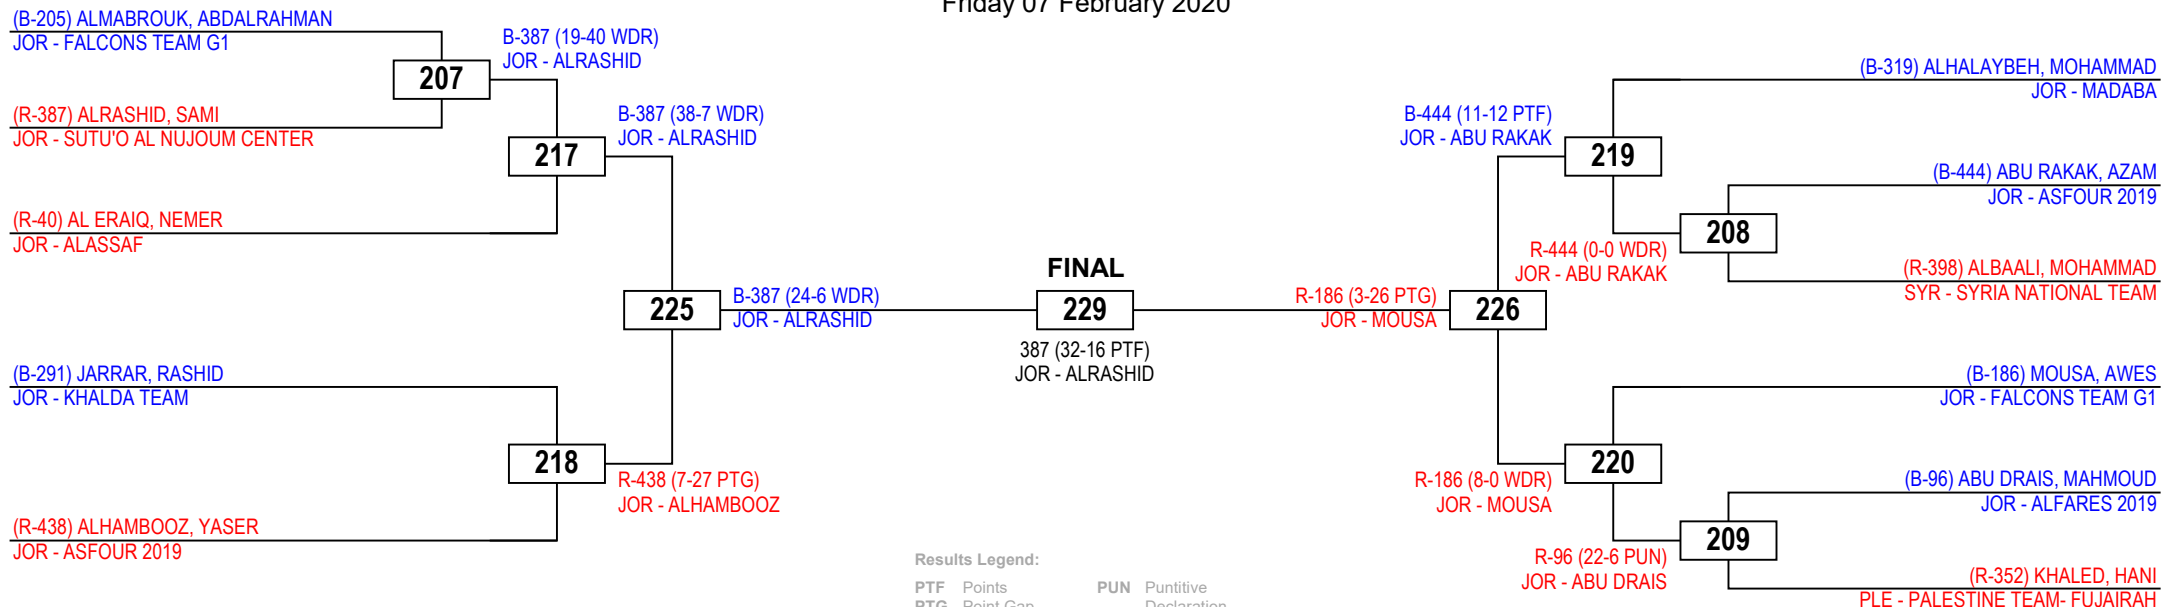 Friday 07 February 2020
(B-205) ALMABROUK, ABDALRAHMAN
JOR - FALCONS TEAM G1
207
(R-387) ALRASHID, SAMI
JOR - SUTU'O AL NUJOUM CENTER
B-387 (19-40 WDR)
JOR - ALRASHID
217
(R-40) AL ERAIQ, NEMER
JOR - ALASSAF
B-387 (38-7 WDR)
JOR - ALRASHID
225
B-387 (24-6 WDR)
JOR - ALRASHID
(B-291) JARRAR, RASHID
JOR - KHALDA TEAM
218
(R-438) ALHAMBOOZ, YASER
JOR - ASFOUR 2019
R-438 (7-27 PTG)
JOR - ALHAMBOOZ
FINAL
229
387 (32-16 PTF)
JOR - ALRASHID
(B-319) ALHALAYBEH, MOHAMMAD
JOR - MADABA
B-444 (11-12 PTF)
JOR - ABU RAKAK
219
(B-444) ABU RAKAK, AZAM
JOR - ASFOUR 2019
208
R-444 (0-0 WDR)
JOR - ABU RAKAK
(R-398) ALBAALI, MOHAMMAD
SYR - SYRIA NATIONAL TEAM
R-186 (3-26 PTG)
JOR - MOUSA
226
(B-186) MOUSA, AWES
JOR - FALCONS TEAM G1
220
R-186 (8-0 WDR)
JOR - MOUSA
(B-96) ABU DRAIS, MAHMOUD
JOR - ALFARES 2019
209
R-96 (22-6 PUN)
JOR - ABU DRAIS
(R-352) KHALED, HANI
PLE - PALESTINE TEAM- FUJAIRAH
Results Legend:
PTF Points PUN Puntitive
PTG Point Gap Declaration